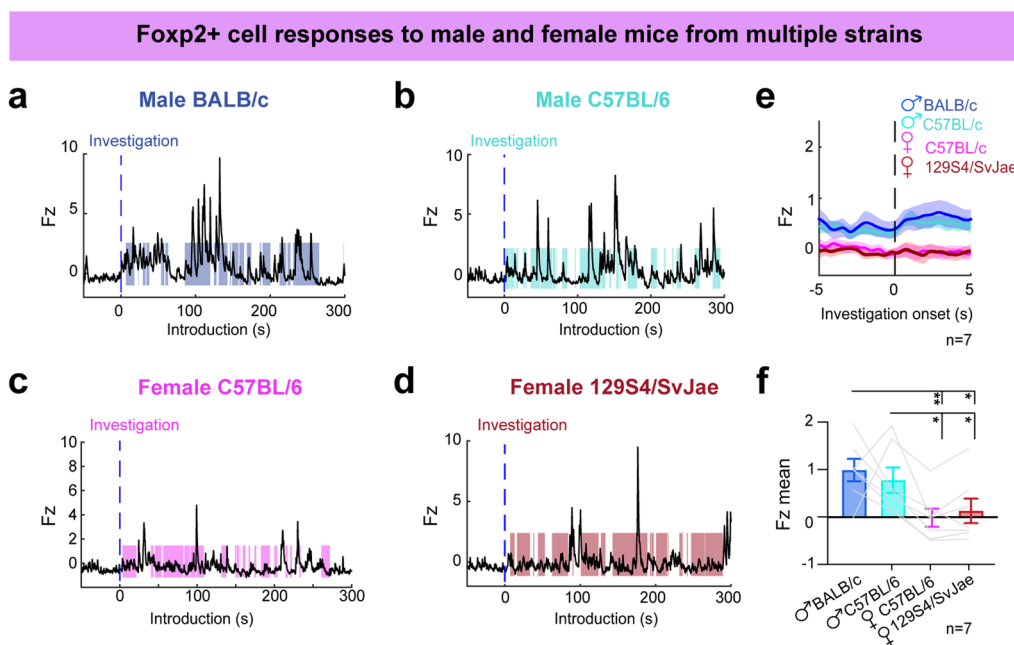 Foxp2+ cell responses to male and female mice from multiple strains
a
Male BALB/c
Investigation
Fz
10
5
0
0
100
200
300
Introduction (s)
b
Male C57BL/6
Investigation
Fz
10
5
0
0
100
200
300
Introduction (s)
e
♂BALB/c
♂C57BL/c
♀ C57BL/c
♀ 129S4/SvJae
Fz
2
1
0
-5
0
5
Investigation onset (s)
n=7
c
Female C57BL/6
Investigation
Fz
10
8
6
4
2
0
0
100
200
300
Introduction (s)
d
Female 129S4/SvJae
Investigation
Fz
10
5
0
0
100
200
300
Introduction (s)
f
**
*
*
*
Fz mean
2
1
0
-1
♂BALB/c
♂C57BL/6
♀C57BL/6
♀129S4/SvJae
n=7